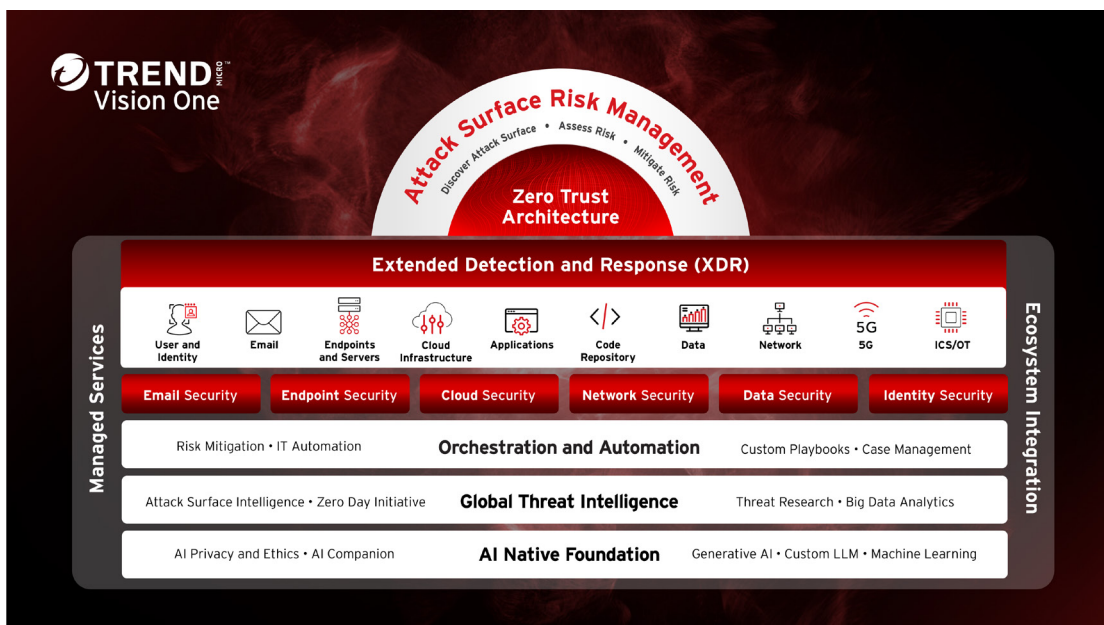 TREND MICRO™
Vision One
Attack Surface Risk Management
Discover Attack Surface • Assess Risk • Mitigate Risk
Zero Trust
Architecture
Extended Detection and Response (XDR)
User and
Identity
Email
Endpoints
and Servers
Cloud
Infrastructure
Applications
Code
Repository
Data
Network
5G
5G
ICS/OT
Email Security
Endpoint Security
Cloud Security
Network Security
Data Security
Identity Security
Risk Mitigation • IT Automation
Orchestration and Automation
Custom Playbooks • Case Management
Attack Surface Intelligence • Zero Day Initiative
Global Threat Intelligence
Threat Research • Big Data Analytics
AI Privacy and Ethics • AI Companion
AI Native Foundation
Generative AI • Custom LLM • Machine Learning
Managed Services
Ecosystem Integration